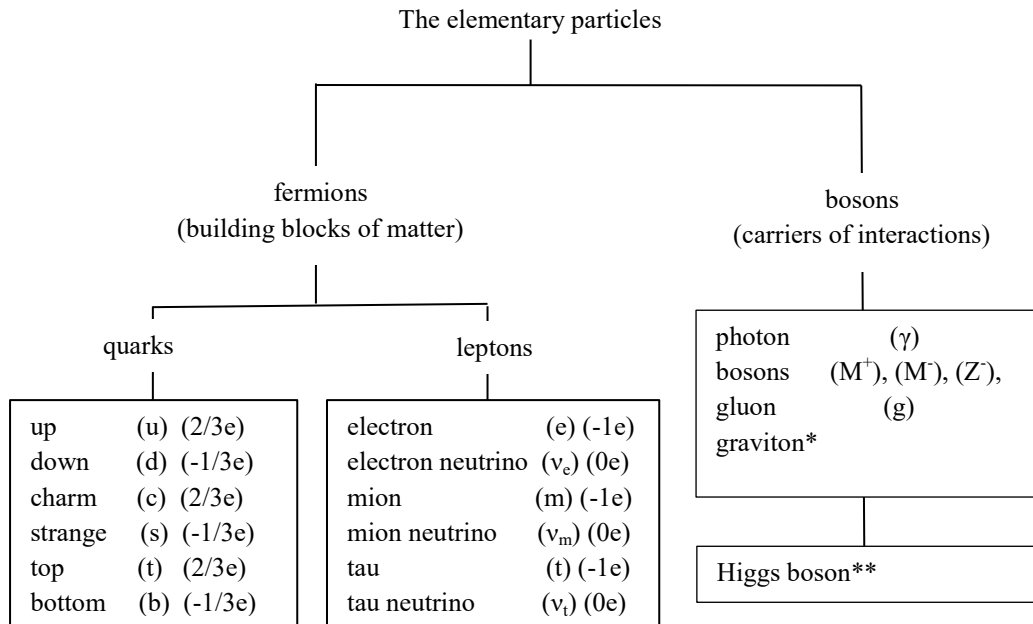 The elementary particles
fermions
(building blocks of matter)
bosons
(carriers of interactions)
quarks
leptons
up (u) (2/3e)
down (d) (-1/3e)
charm (c) (2/3e)
strange (s) (-1/3e)
top (t) (2/3e)
bottom (b) (-1/3e)
electron (e) (-1e)
electron neutrino (νₑ) (0e)
mion (m) (-1e)
mion neutrino (νₘ) (0e)
tau (t) (-1e)
tau neutrino (νₜ) (0e)
photon (γ)
bosons (M⁺), (M⁻), (Z⁻),
gluon (g)
graviton*
Higgs boson**